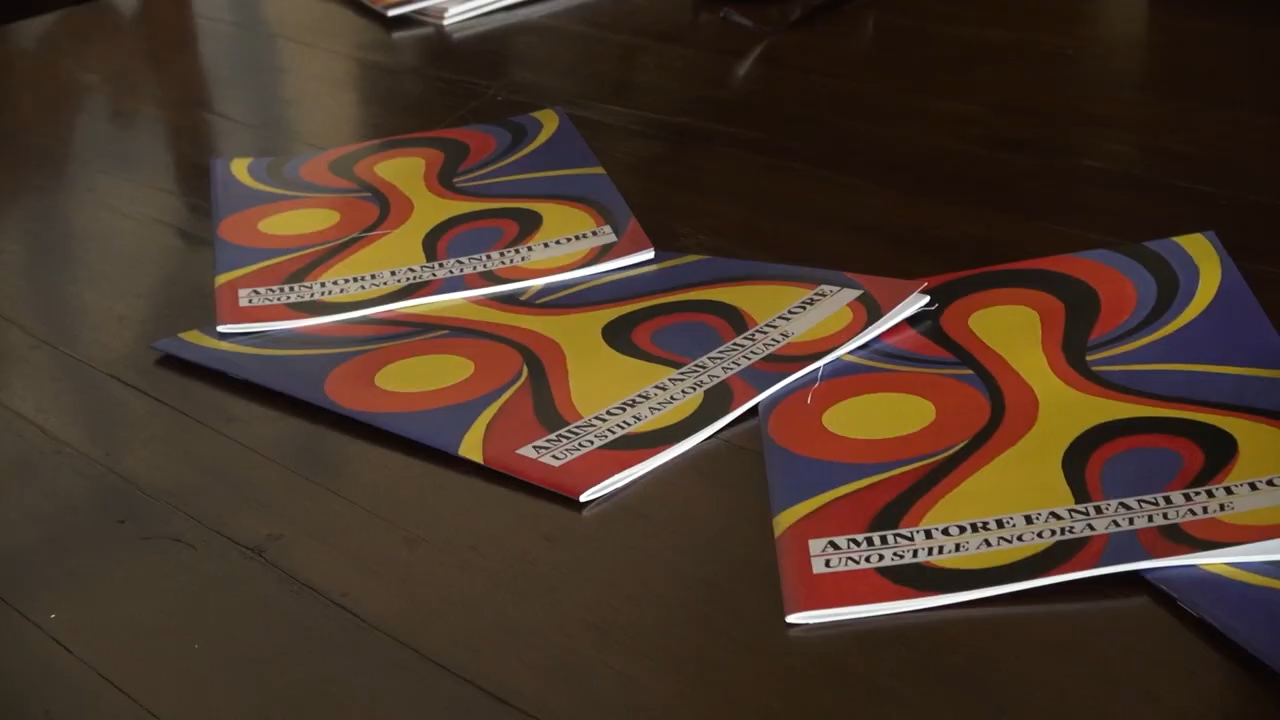 AMINTORE FANFANI PITTORE
UNO STILE ANCORA ATTUALE
AMINTORE FANFANI PITTORE
UNO STILE ANCORA ATTUALE
AMINTORE FANFANI PITTO
UNO STILE ANCORA ATTUALE